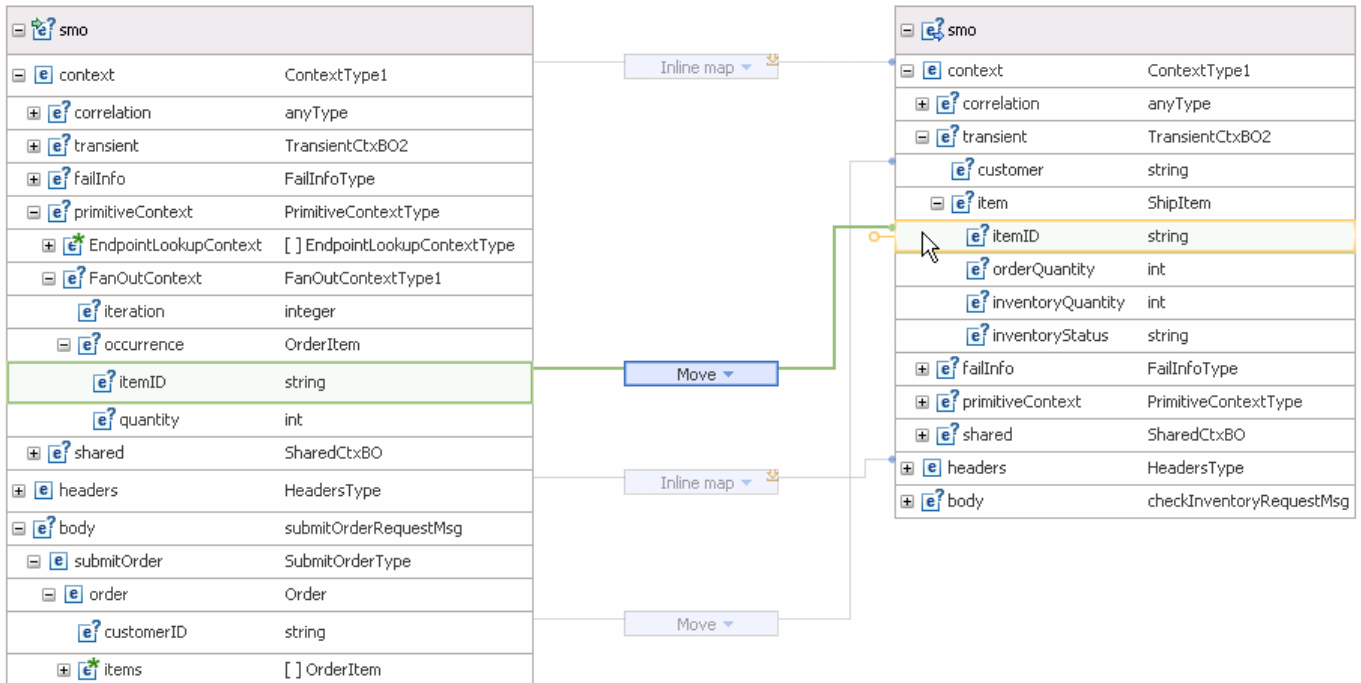 smo
context ContextType1
correlation anyType
transient TransientCtxBO2
failInfo FailInfoType
primitiveContext PrimitiveContextType
EndpointLookupContext [ ] EndpointLookupContextType
FanOutContext FanOutContextType1
iteration integer
occurrence OrderItem
itemID string
quantity int
shared SharedCtxBO
headers HeadersType
body submitOrderRequestMsg
submitOrder SubmitOrderType
order Order
customerID string
items [ ] OrderItem
Inline map
Move
Inline map
Move
smo
context ContextType1
correlation anyType
transient TransientCtxBO2
customer string
item ShipItem
itemID string
orderQuantity int
inventoryQuantity int
inventoryStatus string
failInfo FailInfoType
primitiveContext PrimitiveContextType
shared SharedCtxBO
headers HeadersType
body checkInventoryRequestMsg